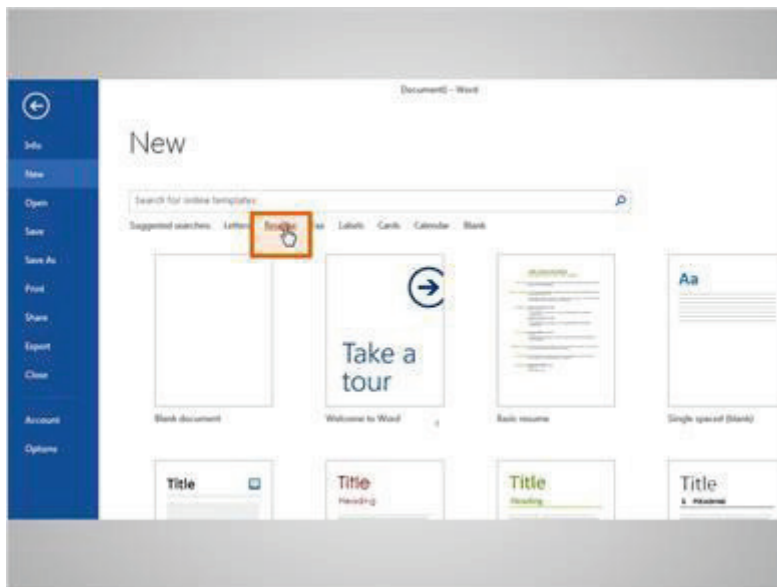 Document1 - Word
Info
New
Open
Save
Save As
Print
Share
Export
Close
Account
Options
New
Search for online templates
Suggested searches: Letters Resume Fax Labels Cards Calendar Blank
Take a
tour
Aa
Blank document
Welcome to Word
Basic resume
Single spaced (blank)
Title
Title
Heading
Title
Heading
Title